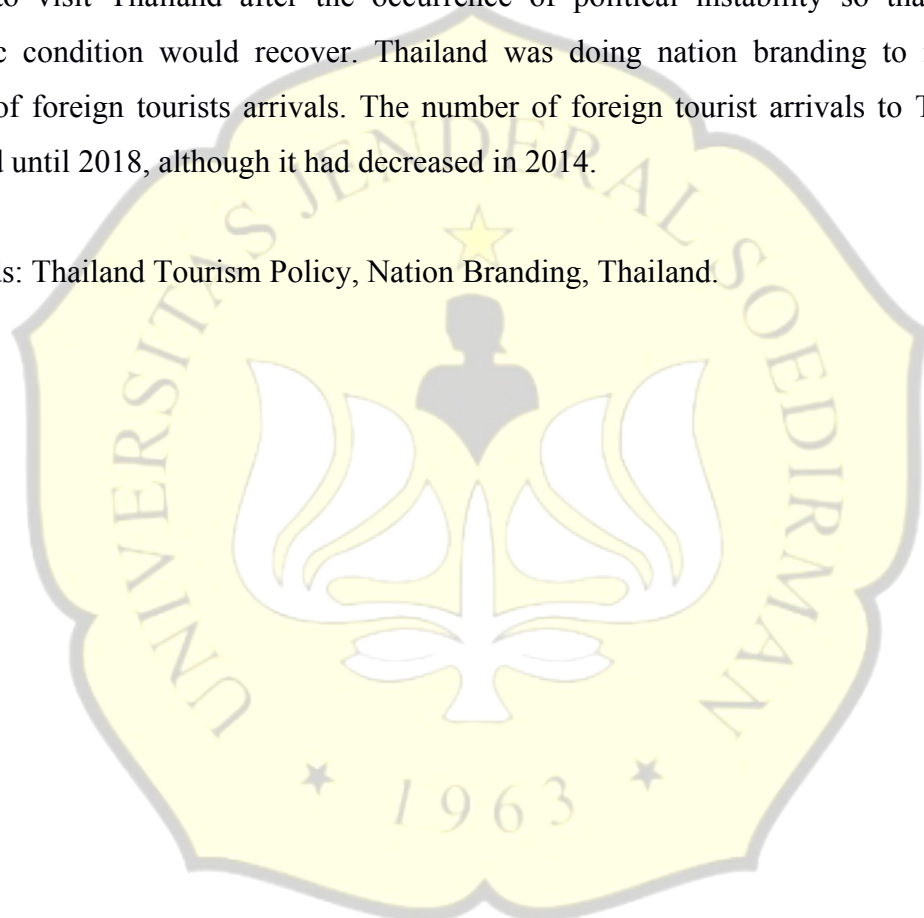 to visit Thailand after the occurrence of political instability so tha
c condition would recover. Thailand was doing nation branding to
of foreign tourists arrivals. The number of foreign tourist arrivals to T
d until 2018, although it had decreased in 2014.
ds: Thailand Tourism Policy, Nation Branding, Thailand.
UNIVERSITAS JENDERAL SOEDIRMAN
1963